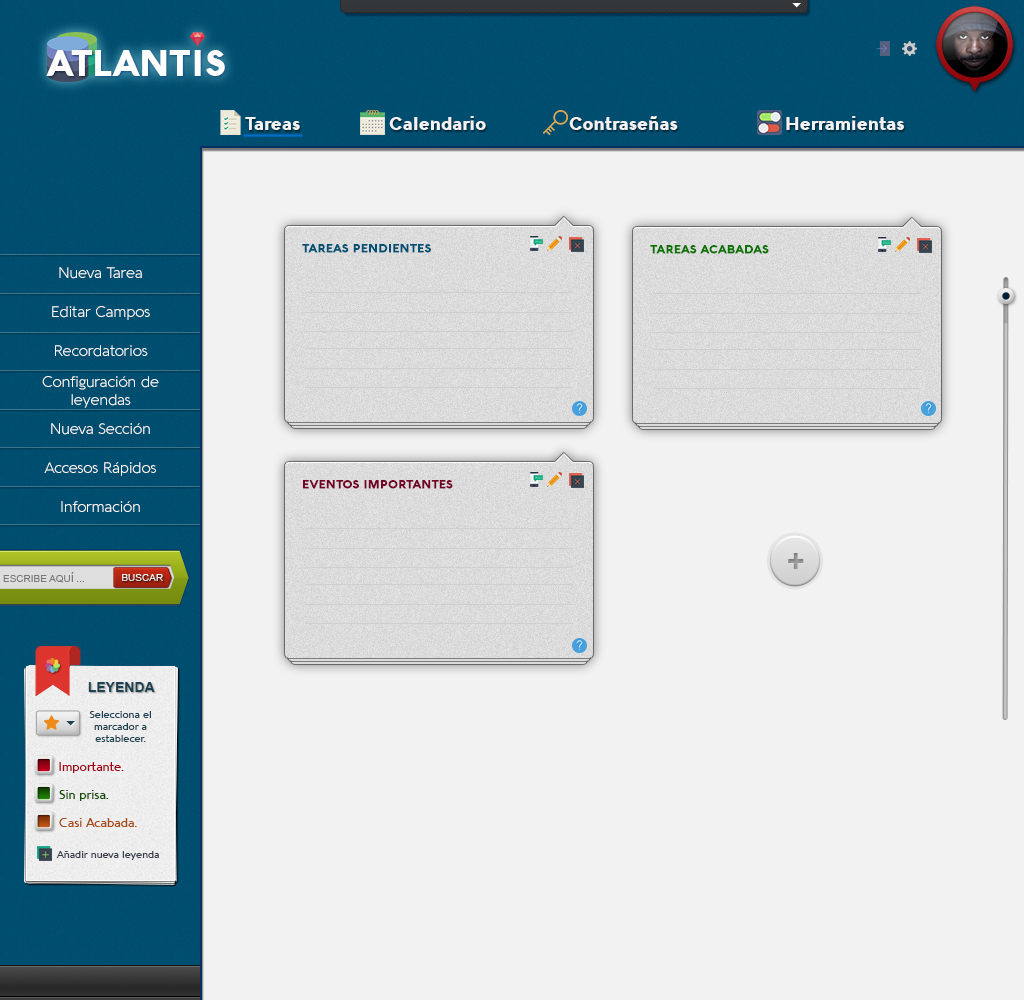 ATLANTIS
Tareas
Calendario
Contraseñas
Herramientas
Nueva Tarea
Editar Campos
Recordatorios
Configuración de
leyendas
Nueva Sección
Accesos Rápidos
Información
ESCRIBE AQUÍ ...
BUSCAR
LEYENDA
Selecciona el
marcador a
establecer.
Importante.
Sin prisa.
Casi Acabada.
Añadir nueva leyenda
TAREAS PENDIENTES
?
TAREAS ACABADAS
?
EVENTOS IMPORTANTES
?